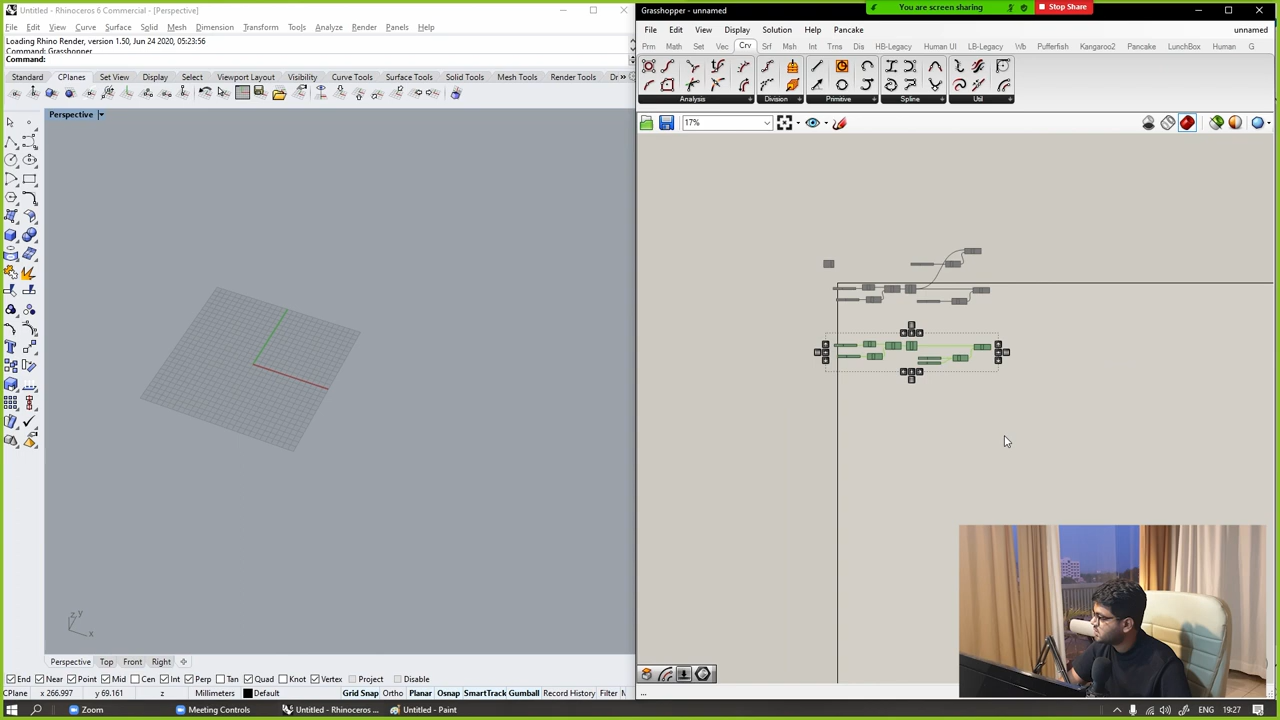 Untitled - Rhinoceros 6 Commercial - [Perspective]
File Edit View Curve Surface Solid Mesh Dimension Transform Tools Analyze Render Panels Help
Loading Rhino Render, version 1.50, Jun 24 2020, 05:23:56
Command: Grasshopper
Command:
Standard CPlanes Set View Display Select Viewport Layout Visibility Curve Tools Surface Tools Solid Tools Mesh Tools Render Tools Dr »
Perspective
z y
x
Perspective Top Front Right
End Near Point Mid Cen Int Perp Tan Quad Knot Vertex Project Disable
CPlane x 266.997 y 69.161 z Millimeters Default Grid Snap Ortho Planar Osnap SmartTrack Gumball Record History Filter
Grasshopper - unnamed
You are screen sharing
Stop Share
File Edit View Display Solution Help Pancake unnamed
Prm Math Set Vec Crv Srf Msh Int Trns Dis HB-Legacy Human UI LB-Legacy Wb Pufferfish Kangaroo2 Pancake LunchBox Human G
Analysis Division Primitive Spline Util
17%
...
Zoom Meeting Controls Untitled - Rhinoceros ... Untitled - Paint ENG 19:27